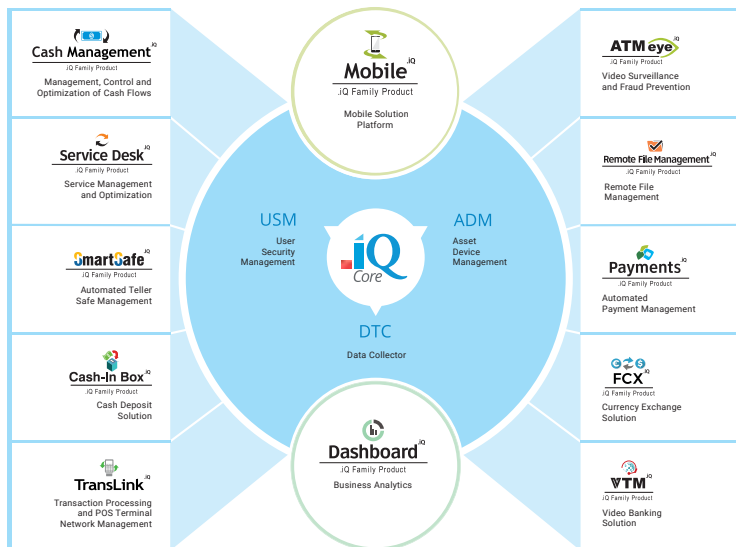 Cash Management.iQ
.iQ Family Product
Management, Control and
Optimization of Cash Flows
Service Desk.iQ
.iQ Family Product
Service Management
and Optimization
SmartSafe.iQ
.iQ Family Product
Automated Teller
Safe Management
Cash-In Box.iQ
.iQ Family Product
Cash Deposit
Solution
TransLink.iQ
Transaction Processing
and POS Terminal
Network Management
Mobile.iQ
.iQ Family Product
Mobile Solution
Platform
USM
User
Security
Management
.iQ
Core
ADM
Asset
Device
Management
DTC
Data Collector
Dashboard.iQ
.iQ Family Product
Business Analytics
ATMeye.iQ
.iQ Family Product
Video Surveillance
and Fraud Prevention
Remote File Management.iQ
.iQ Family Product
Remote File
Management
Payments.iQ
.iQ Family Product
Automated
Payment Management
€ $
FCX.iQ
.iQ Family Product
Currency Exchange
Solution
VTM.iQ
.iQ Family Product
Video Banking
Solution